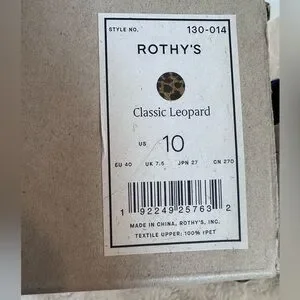 STYLE NO. 130-014
ROTHY'S
Classic Leopard
US 10
EU 40 UK 7.5 JPN 27 CN 270
1 92249 25763 2
MADE IN CHINA, ROTHY'S, INC.
TEXTILE UPPER: 100% rPET